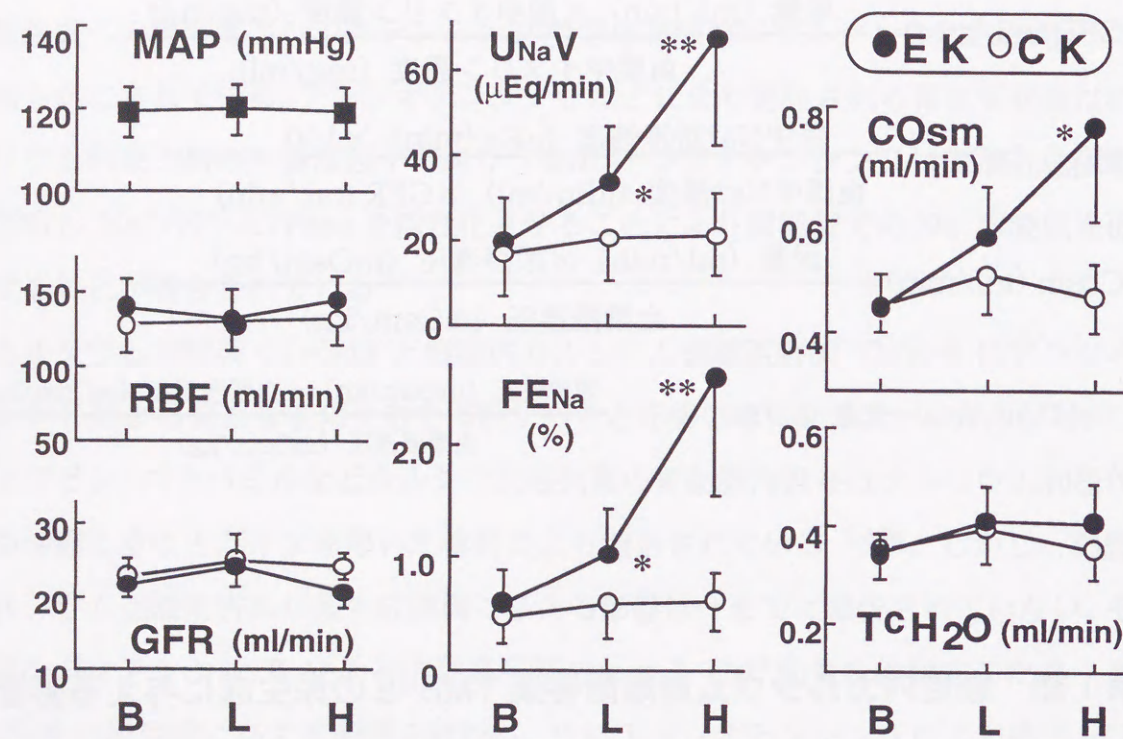 140
120
100
MAP (mmHg)
150
100
50
RBF (ml/min)
30
20
10
GFR (ml/min)
B L H
UNaV
(μEq/min)
60
40
20
0
**
*
FENa
(%)
2.0
1.0
0
**
*
B L H
●EK ○CK
0.8
0.6
0.4
COsm
(ml/min)
*
0.6
0.4
0.2
TᶜH₂O (ml/min)
B L H